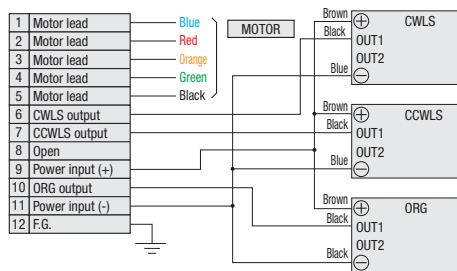 1 Motor lead
2 Motor lead
3 Motor lead
4 Motor lead
5 Motor lead
6 CWLS output
7 CCWLS output
8 Open
9 Power input (+)
10 ORG output
11 Power input (-)
12 F.G.
Blue
Red
Orange
Green
Black
MOTOR
Brown
Black
Blue
CWLS
OUT1
OUT2
Brown
Black
Blue
CCWLS
OUT1
OUT2
Brown
Black
Black
ORG
OUT1
OUT2